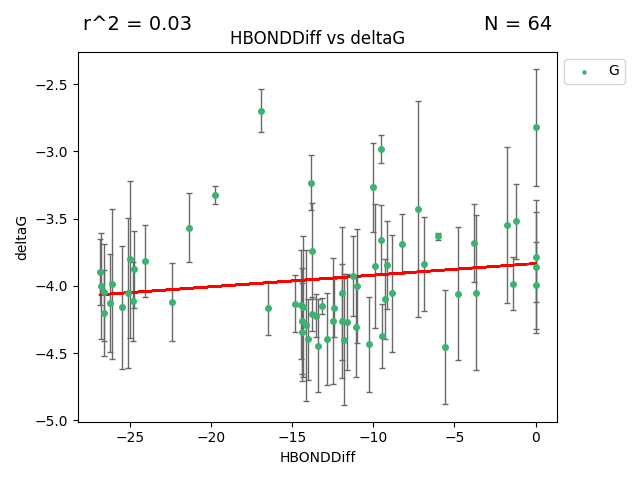 r^2 = 0.03
N = 64
HBONDDiff vs deltaG
G
−2.5
−3.0
−3.5
−4.0
−4.5
−5.0
deltaG
−25
−20
−15
−10
−5
0
HBONDDiff